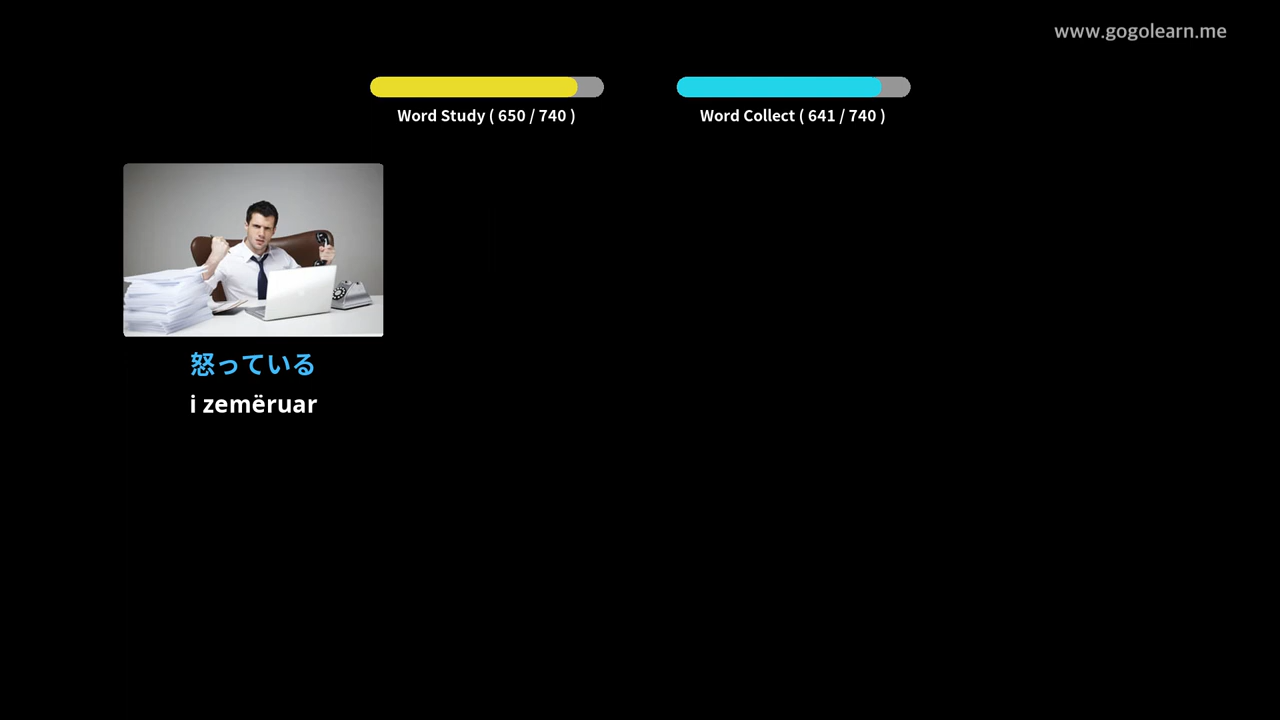 www.gogolearn.me
Word Study ( 650 / 740 )
Word Collect ( 641 / 740 )
怒っている
i zemëruar